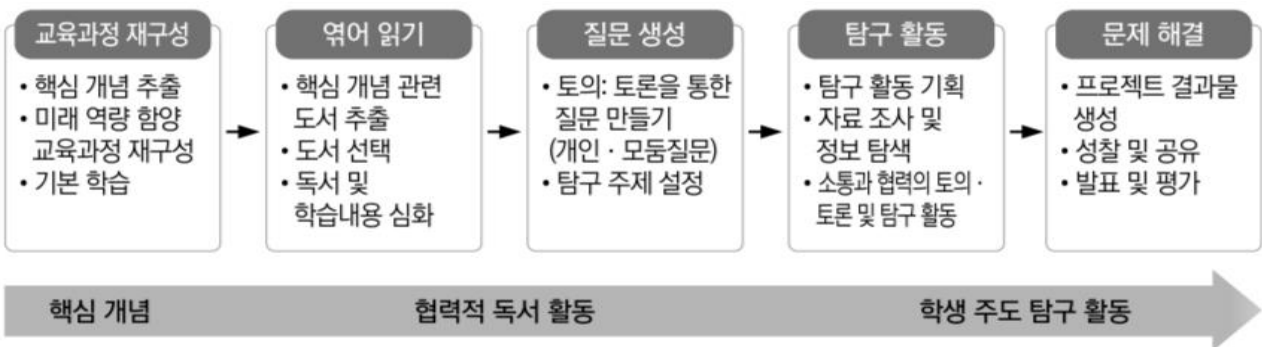 교육과정 재구성
• 핵심 개념 추출
• 미래 역량 함양
교육과정 재구성
• 기본 학습
엮어 읽기
• 핵심 개념 관련
도서 추출
• 도서 선택
• 독서 및
학습내용 심화
질문 생성
• 토의: 토론을 통한
질문 만들기
(개인 · 모둠질문)
• 탐구 주제 설정
탐구 활동
• 탐구 활동 기획
• 자료 조사 및
정보 탐색
• 소통과 협력의 토의 ·
토론 및 탐구 활동
문제 해결
• 프로젝트 결과물
생성
• 성찰 및 공유
• 발표 및 평가
핵심 개념
협력적 독서 활동
학생 주도 탐구 활동